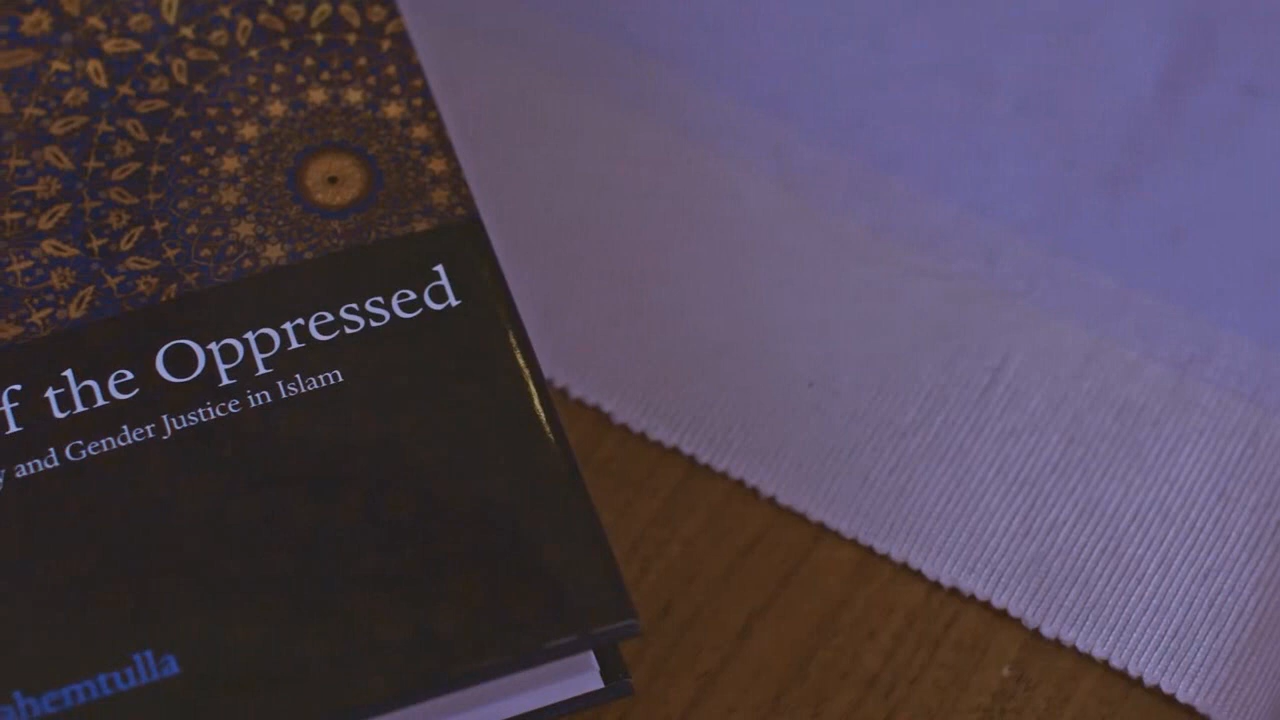 f the Oppressed
y and Gender Justice in Islam
ahemtulla